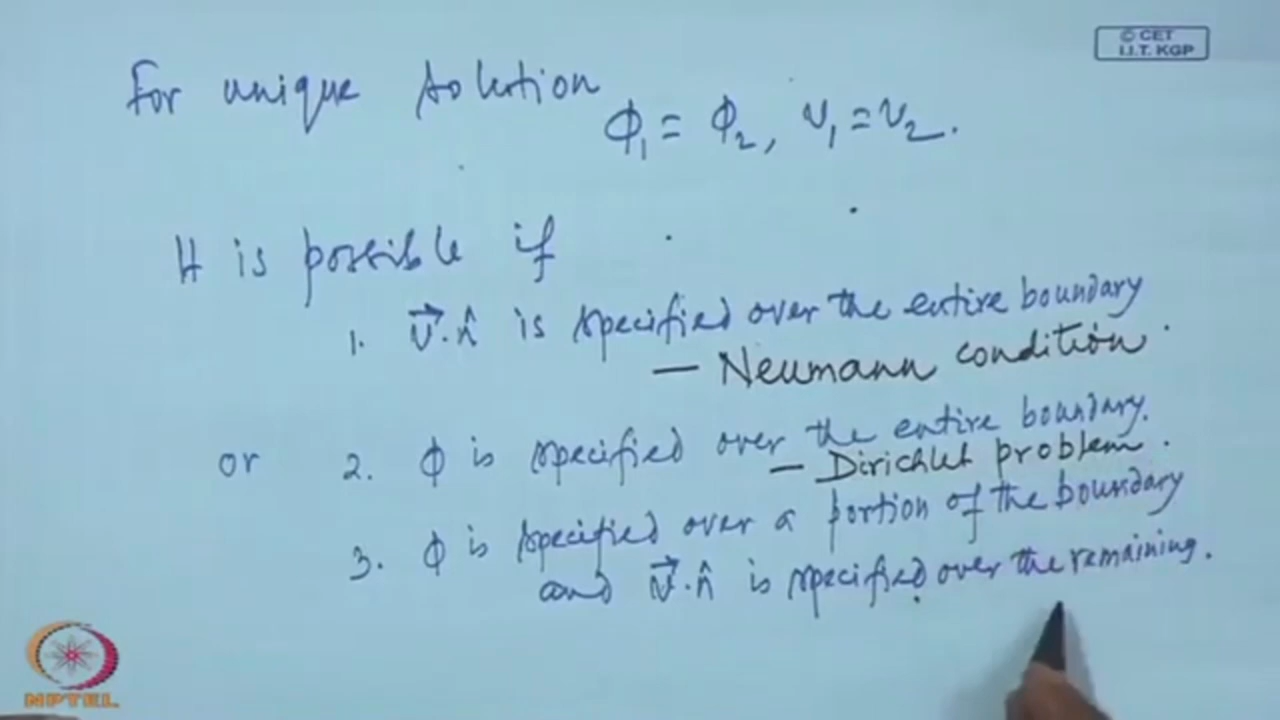 © CET
I.I.T. KGP
For unique solution
ϕ₁ = ϕ₂, v₁ = v₂.
It is possible if
1. v⃗.n̂ is specified over the entire boundary
— Neumann condition.
or 2. ϕ is specified over the entire boundary.
— Dirichlet problem.
3. ϕ is specified over a portion of the boundary
and v⃗.n̂ is specified over the remaining.
NPTEL